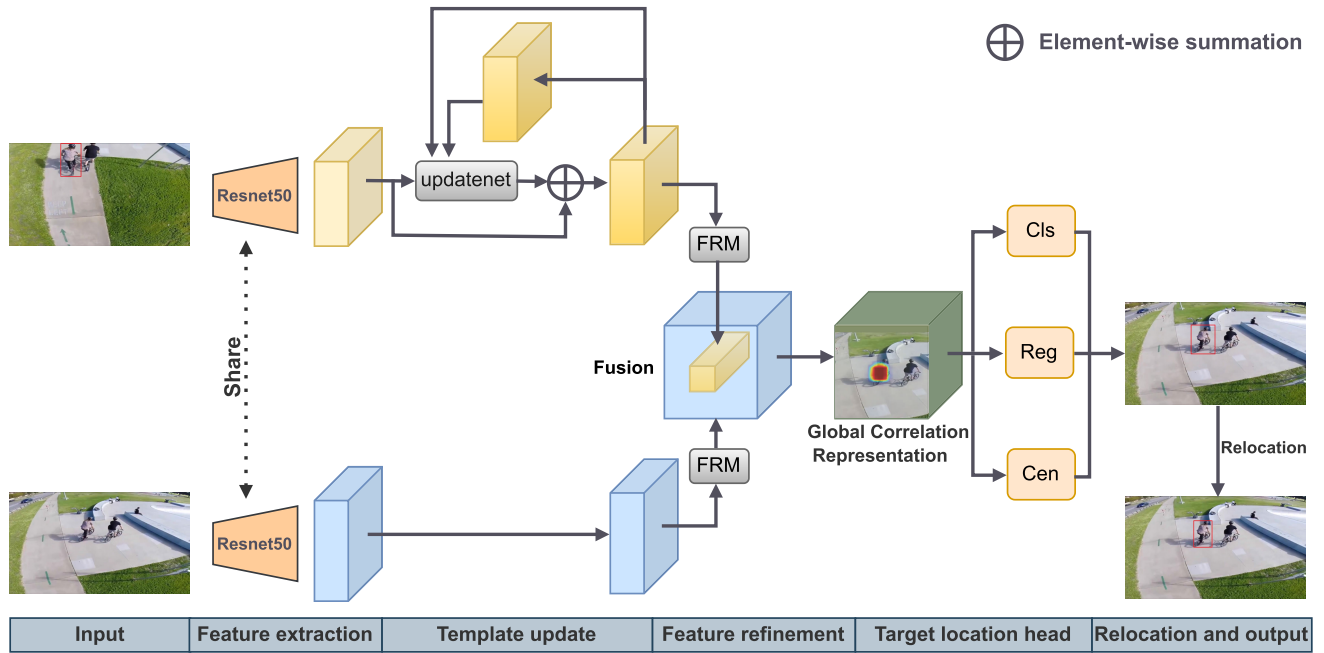 Element-wise summation
Resnet50
updatenet
FRM
Share
Fusion
Cls
Reg
Cen
Global Correlation
Representation
FRM
Relocation
Resnet50
Input
Feature extraction
Template update
Feature refinement
Target location head
Relocation and output